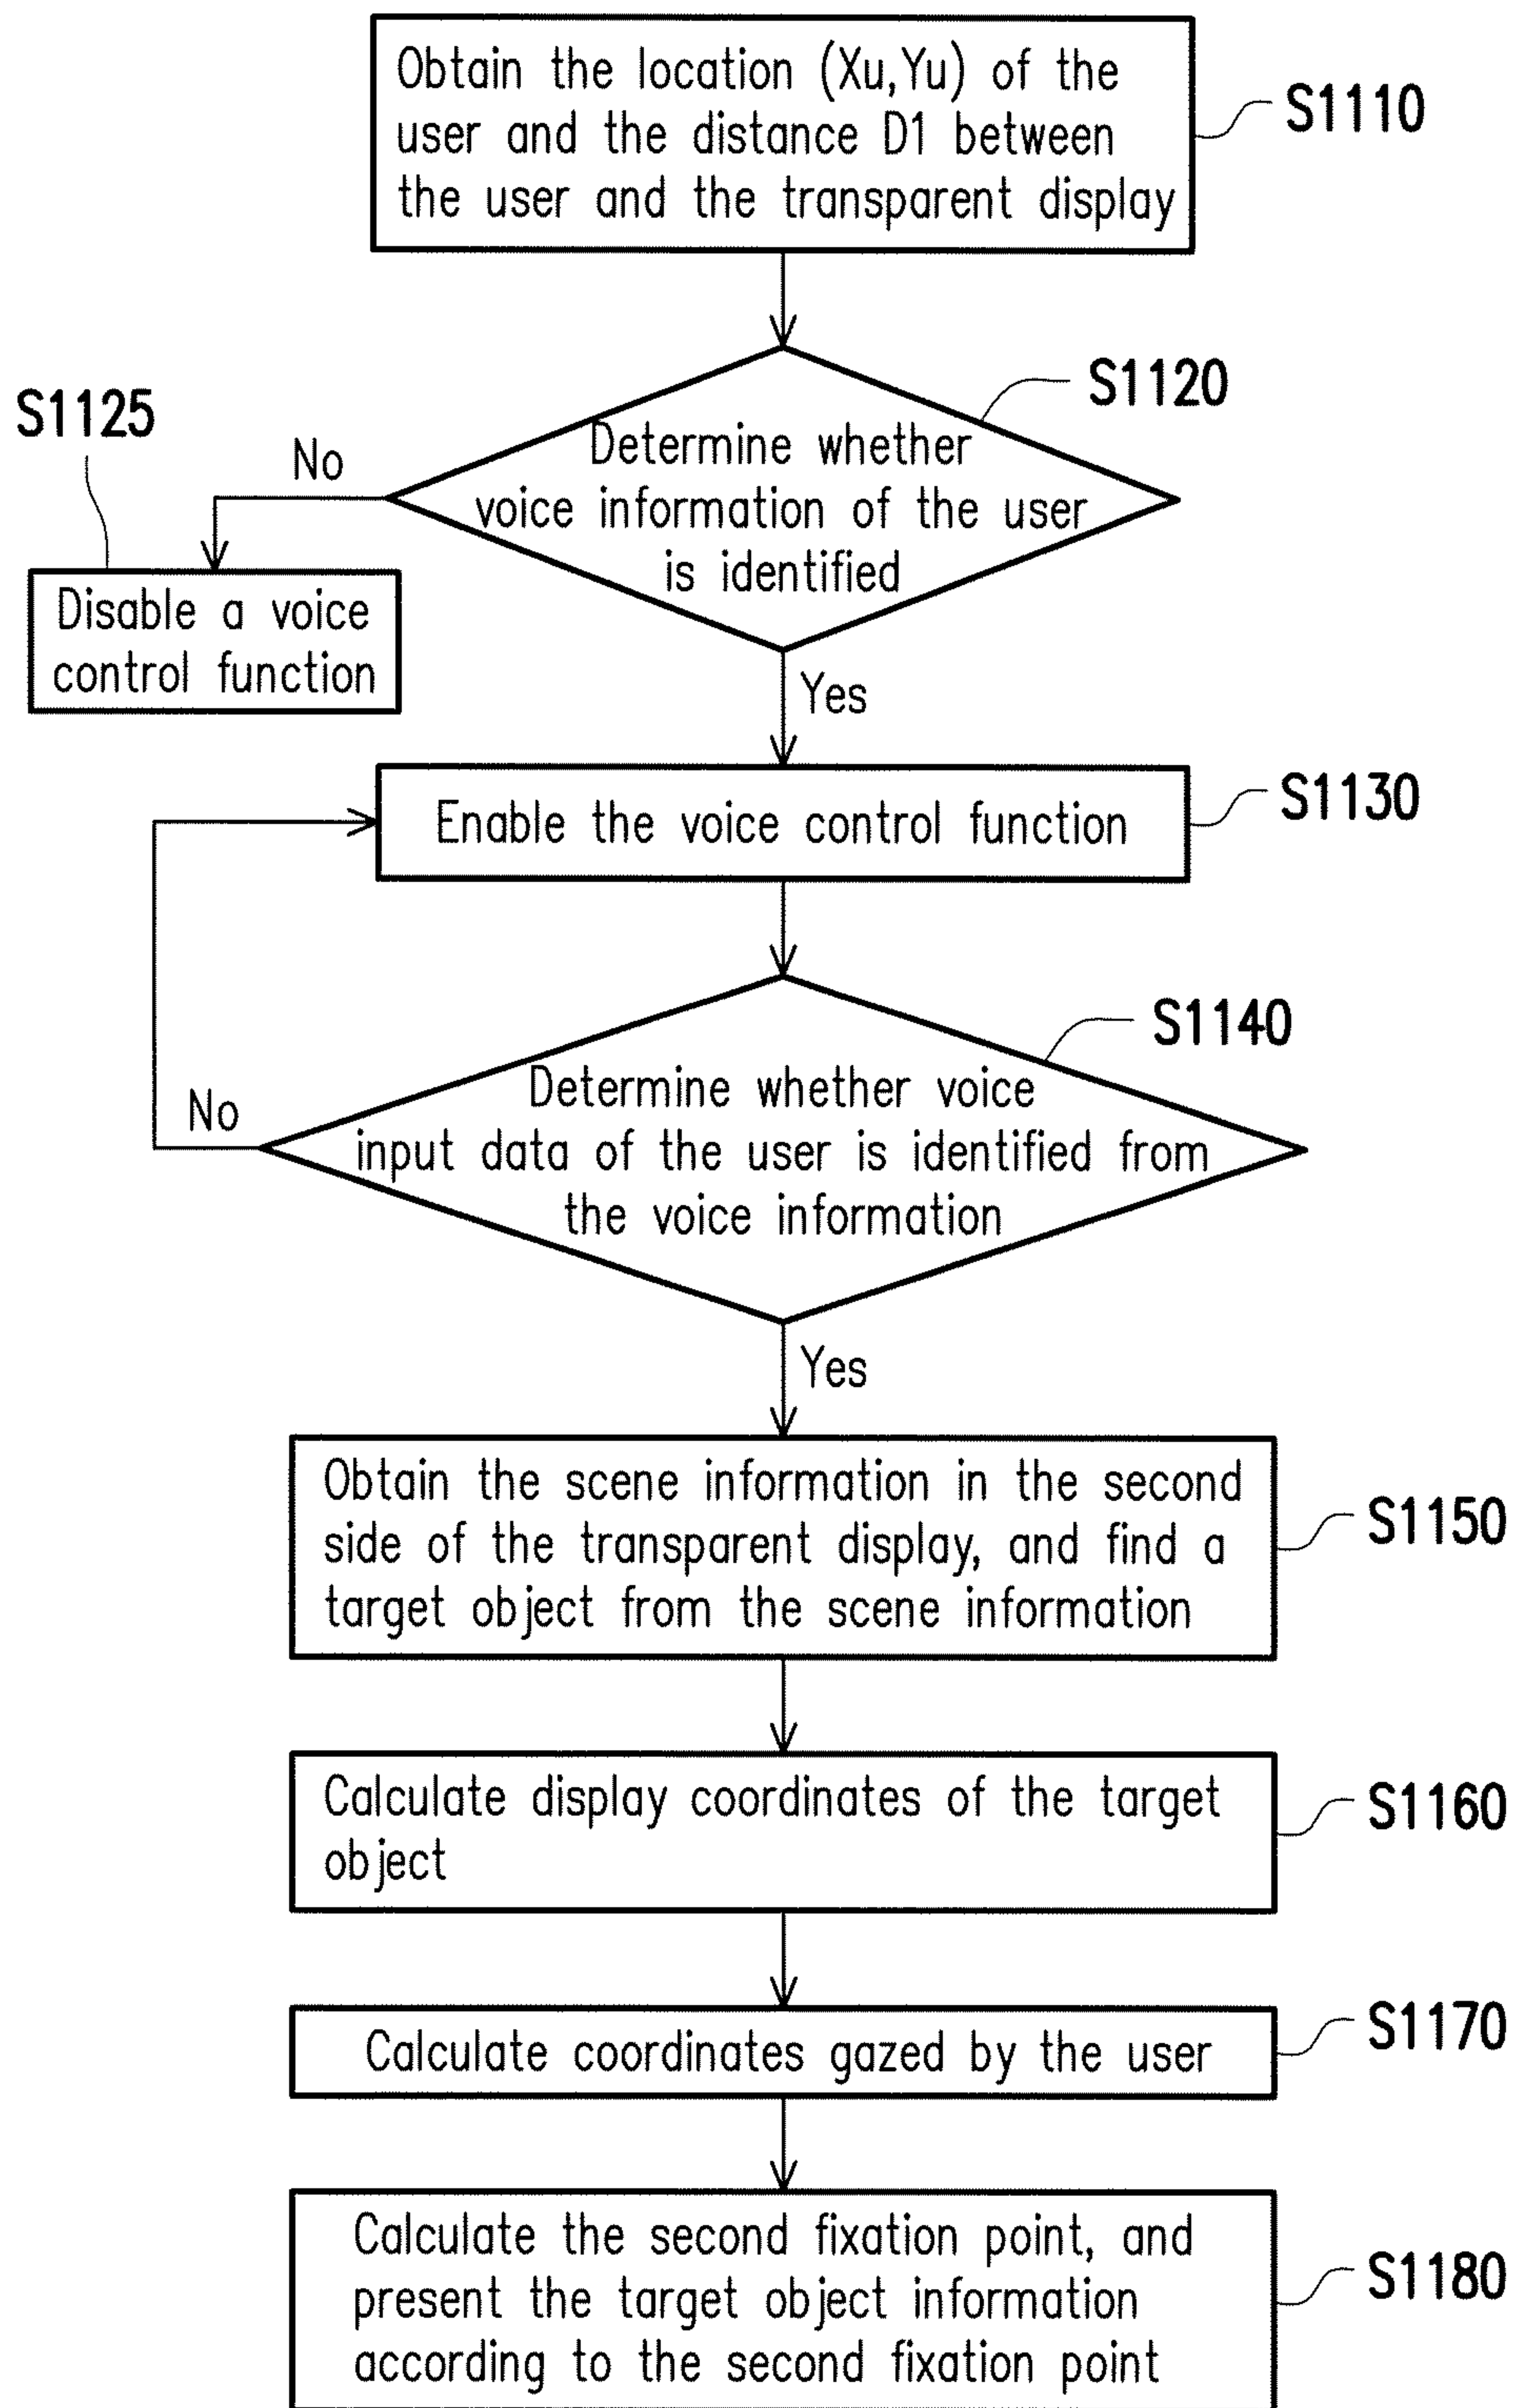 Obtain the location (Xu,Yu) of the
user and the distance D1 between
the user and the transparent display
S1110
S1120
Determine whether
voice information of the user
is identified
No
S1125
Disable a voice
control function
Yes
Enable the voice control function
S1130
S1140
Determine whether voice
input data of the user is identified from
the voice information
No
Yes
Obtain the scene information in the second
side of the transparent display, and find a
target object from the scene information
S1150
Calculate display coordinates of the target
object
S1160
Calculate coordinates gazed by the user
S1170
Calculate the second fixation point, and
present the target object information
according to the second fixation point
S1180